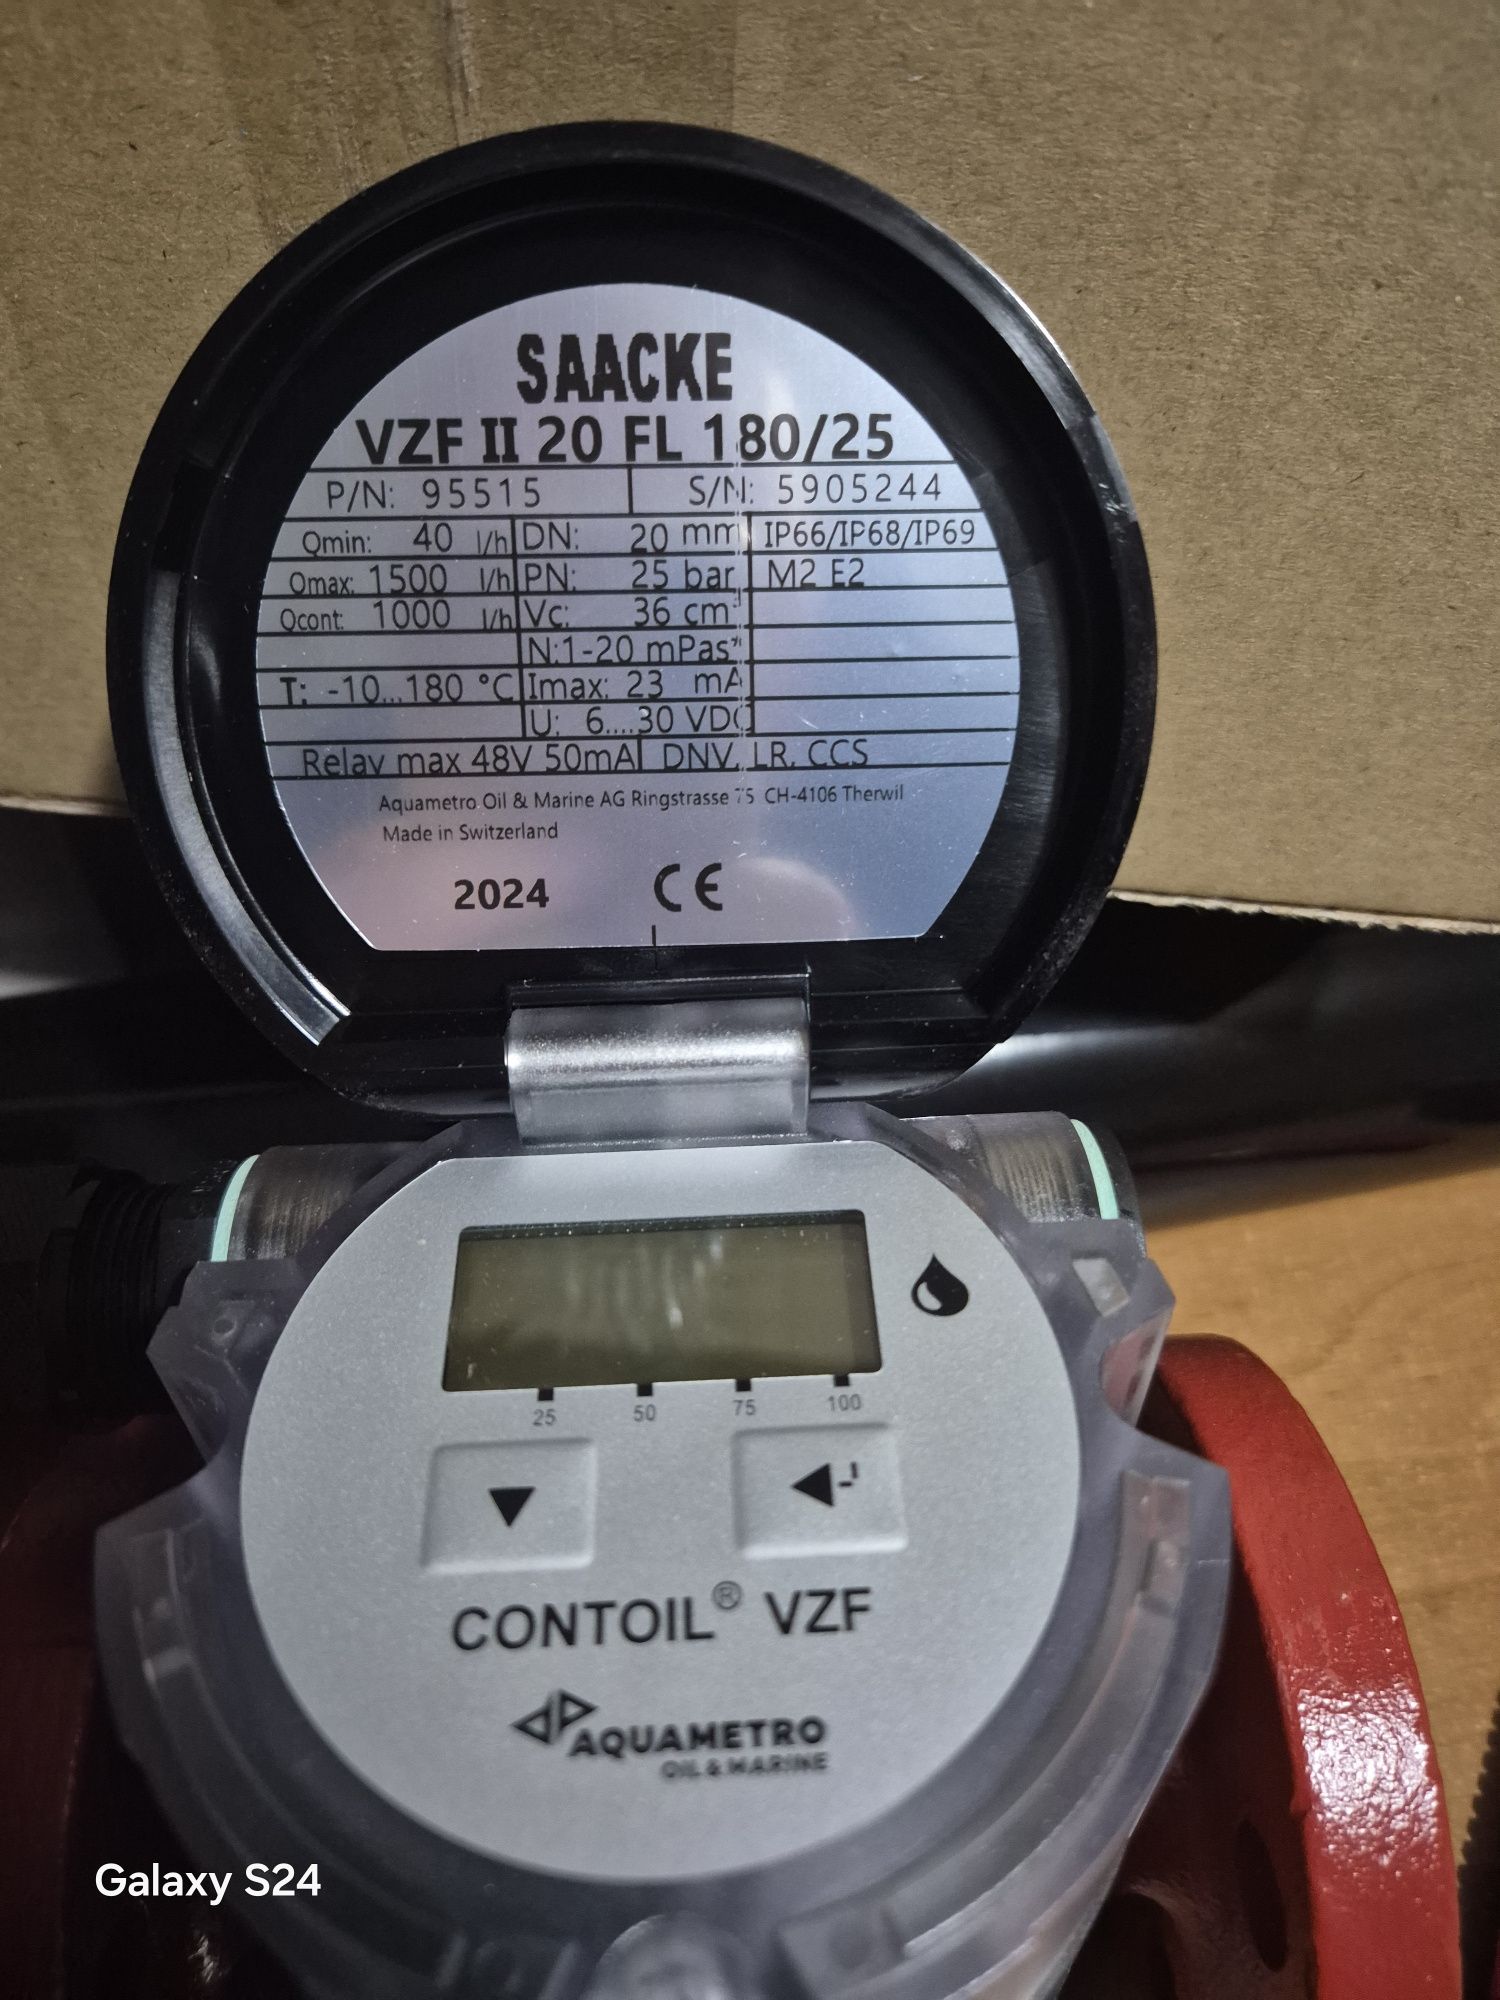 SAACKE
VZF II 20 FL 180/25
P/N: 95515 S/N: 5905244
Qmin: 40 l/h DN: 20 mm IP66/IP68/IP69
Qmax: 1500 l/h PN: 25 bar M2 E2
Qcont: 1000 l/h Vc: 36 cm³
N:1-20 mPas*
T: -10...180 °C Imax: 23 mA
U: 6....30 VDC
Relay max 48V 50mA DNV, LR, CCS
Aquametro Oil & Marine AG Ringstrasse 75 CH-4106 Therwil
Made in Switzerland
2024 CE
25 50 75 100
CONTOIL® VZF
AQUAMETRO
OIL & MARINE
Galaxy S24